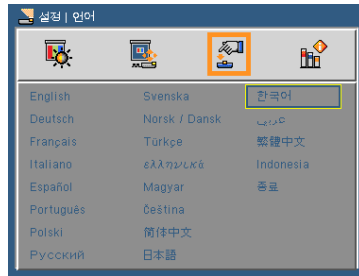 설정 | 언어
English Svenska 한국어
Deutsch Norsk / Dansk عربي
Français Türkçe 繁體中文
Italiano ελληνικά Indonesia
Español Magyar 종료
Português Čeština
Polski 简体中文
Русский 日本語